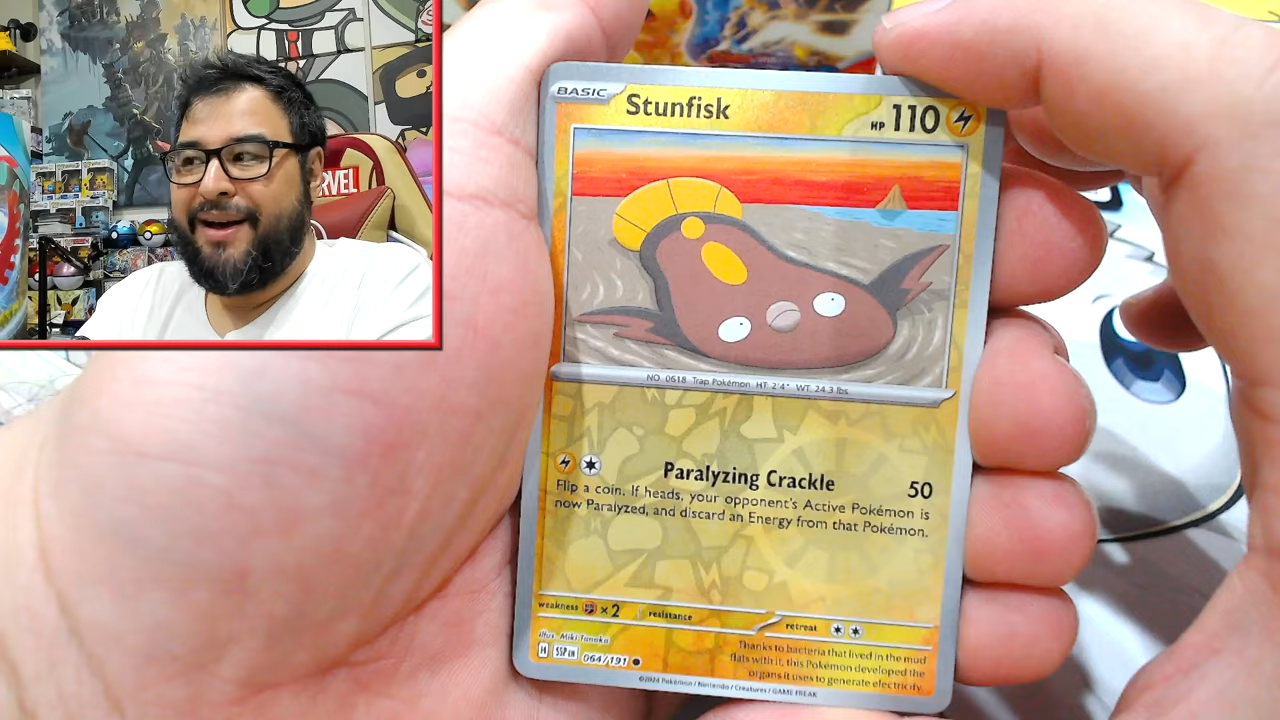 MARVEL
BASIC
Stunfisk
HP 110
NO. 0618 Trap Pokémon HT: 2'4" WT: 24.3 lbs.
Paralyzing Crackle 50
Flip a coin. If heads, your opponent's Active Pokémon is
now Paralyzed, and discard an Energy from that Pokémon.
weakness ×2 resistance
retreat
Illus. Miki Tanaka
H SSP EN 064/191
Thanks to bacteria that lived in the mud
flats with it, this Pokémon developed the
organs it uses to generate electricity.
©2024 Pokémon / Nintendo / Creatures / GAME FREAK